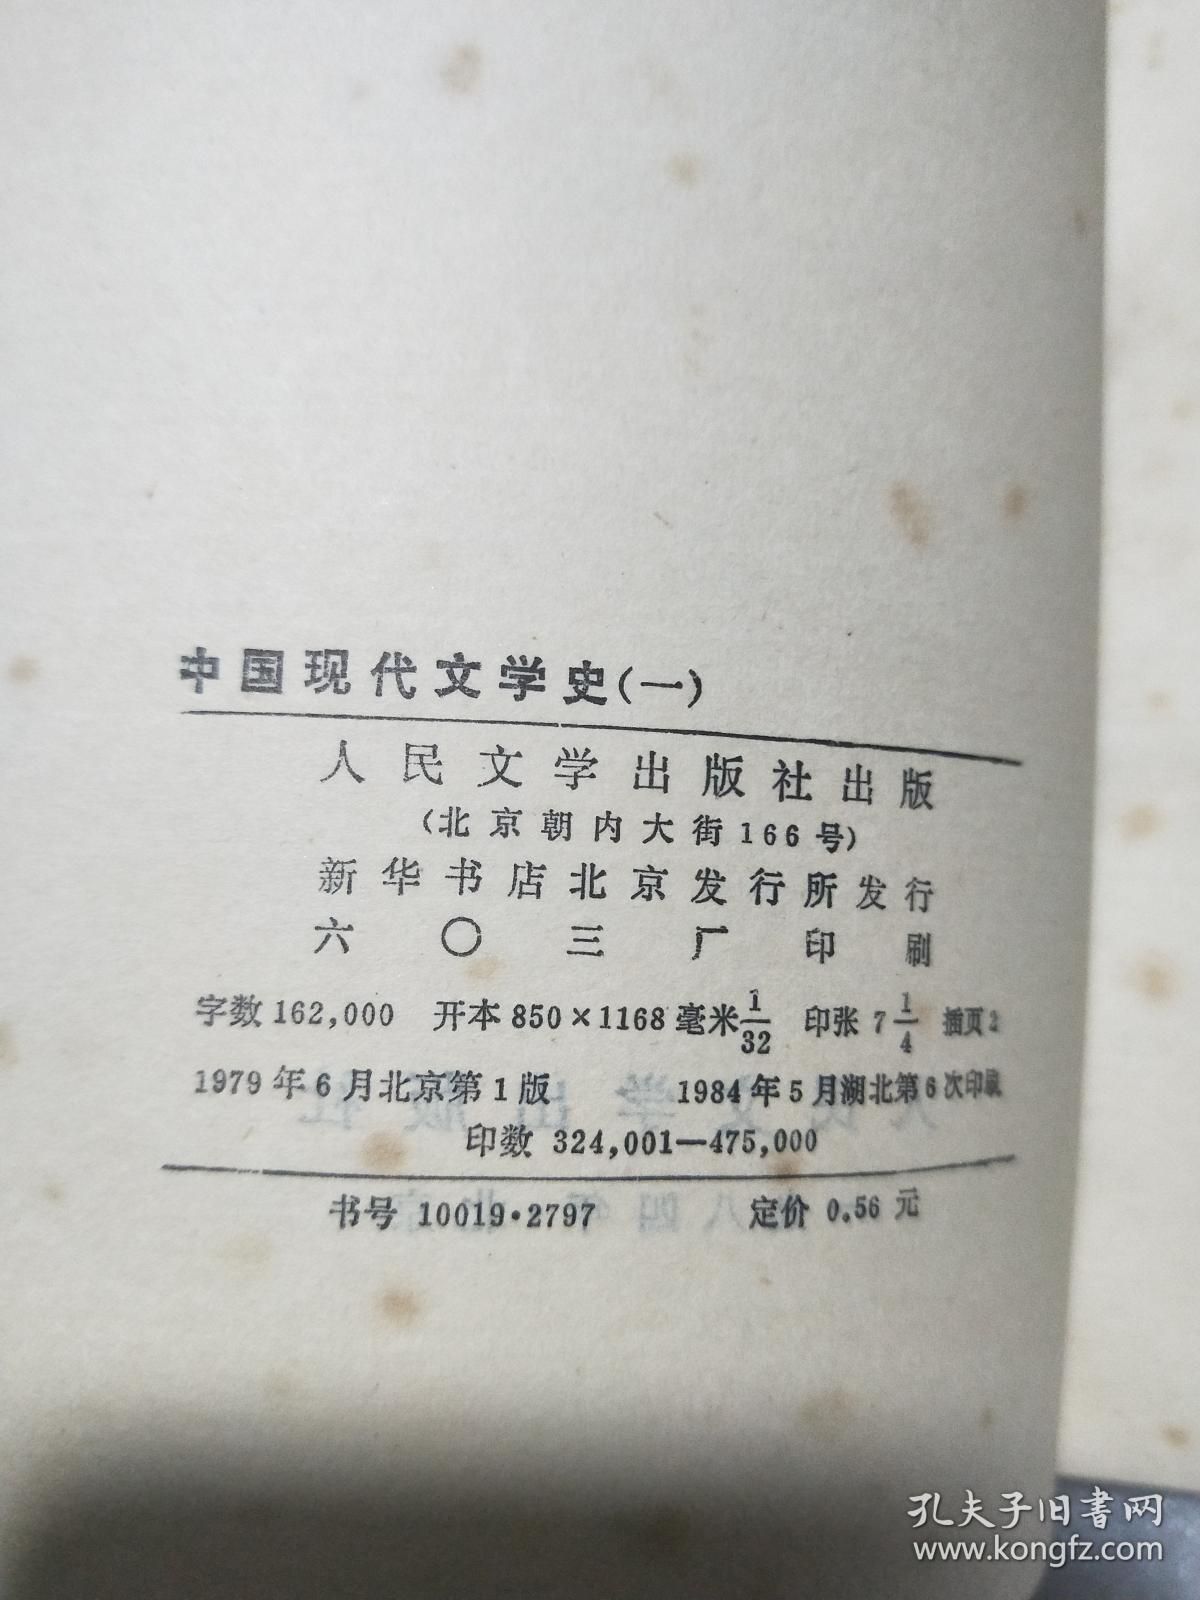 中国现代文学史(一)
人民文学出版社出版
(北京朝内大街166号)
新华书店北京发行所发行
六〇三厂印刷
字数162,000 开本850×1168毫米1/32 印张7 1/4 插页2
1979年6月北京第1版 1984年5月湖北第6次印刷
印数 324,001—475,000
书号 10019·2797 定价 0.56 元
孔夫子旧书网
www.kongfz.com